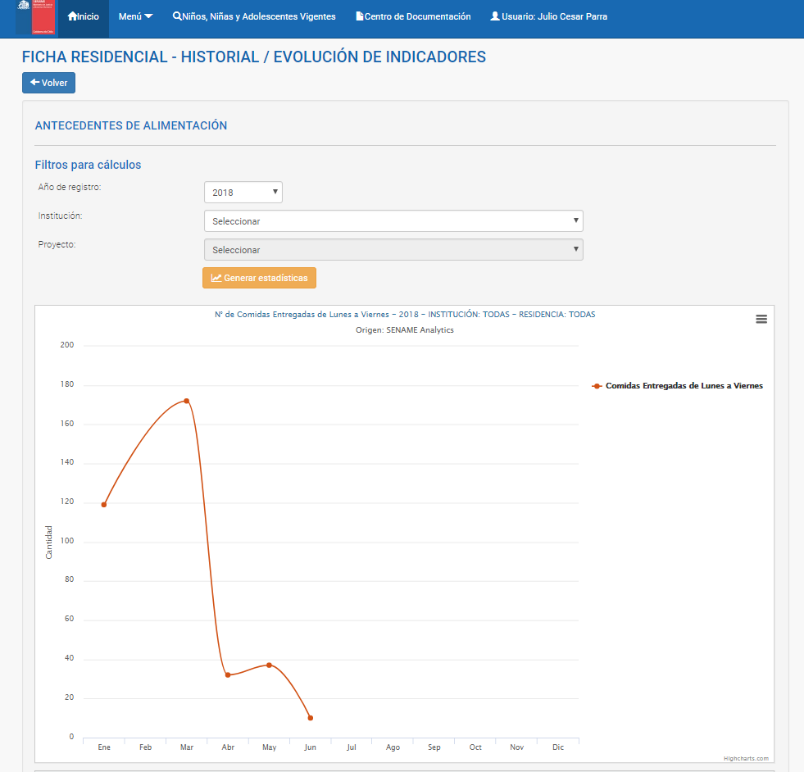 Inicio Menú Niños, Niñas y Adolescentes Vigentes Centro de Documentación Usuario: Julio Cesar Parra
FICHA RESIDENCIAL - HISTORIAL / EVOLUCIÓN DE INDICADORES
Volver
ANTECEDENTES DE ALIMENTACIÓN
Filtros para cálculos
Año de registro: 2018
Institución: Seleccionar
Proyecto: Seleccionar
Generar estadísticas
N° de Comidas Entregadas de Lunes a Viernes - 2018 - INSTITUCIÓN: TODAS - RESIDENCIA: TODAS
Origen: SENAME Analytics
200
180
Comidas Entregadas de Lunes a Viernes
160
140
120
100
Cantidad
80
60
40
20
0
Ene Feb Mar Abr May Jun Jul Ago Sep Oct Nov Dic
Highcharts.com